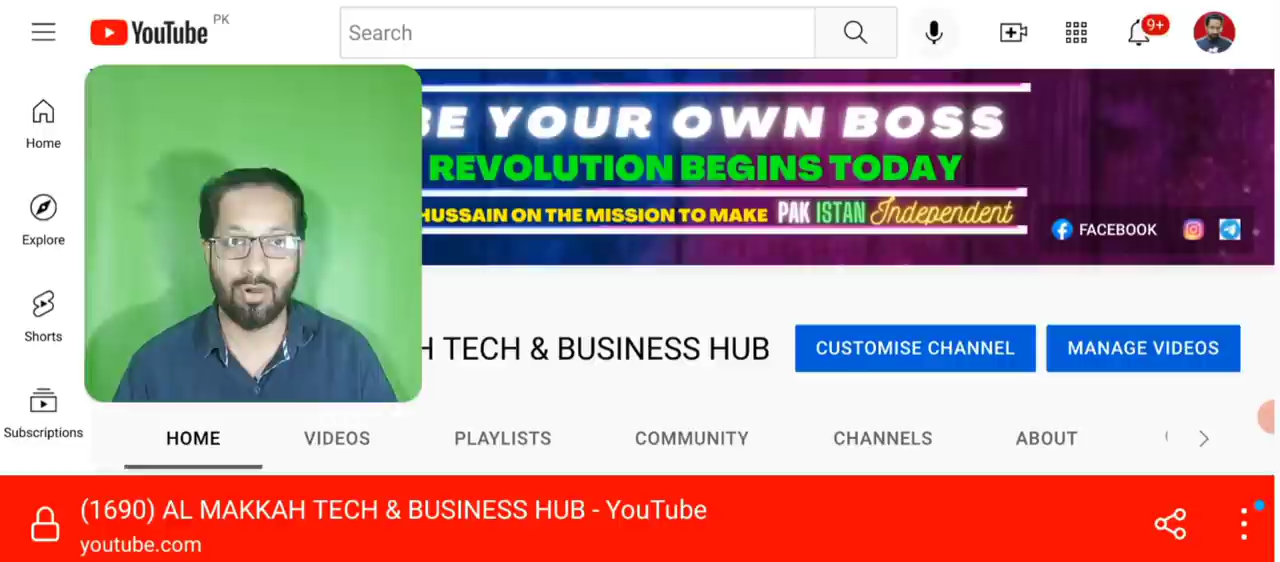 YouTube PK
Search
9+
Home
Explore
Shorts
Subscriptions
BE YOUR OWN BOSS
REVOLUTION BEGINS TODAY
HUSSAIN ON THE MISSION TO MAKE PAKISTAN Independent
FACEBOOK
H TECH & BUSINESS HUB
CUSTOMISE CHANNEL
MANAGE VIDEOS
HOME
VIDEOS
PLAYLISTS
COMMUNITY
CHANNELS
ABOUT
(1690) AL MAKKAH TECH & BUSINESS HUB - YouTube
youtube.com